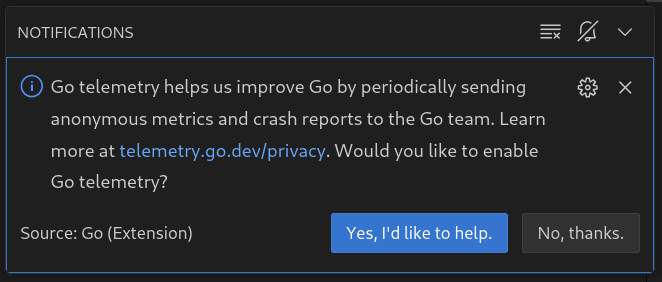 NOTIFICATIONS
Go telemetry helps us improve Go by periodically sending
anonymous metrics and crash reports to the Go team. Learn
more at telemetry.go.dev/privacy. Would you like to enable
Go telemetry?
Source: Go (Extension)
Yes, I'd like to help.
No, thanks.